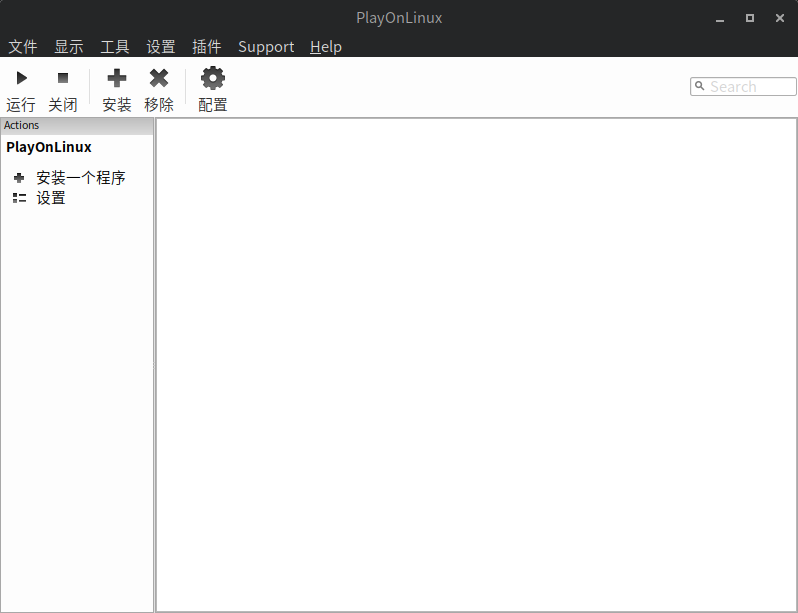 PlayOnLinux
文件 显示 工具 设置 插件 Support Help
运行 关闭 安装 移除 配置 Search
Actions
PlayOnLinux
安装一个程序
设置